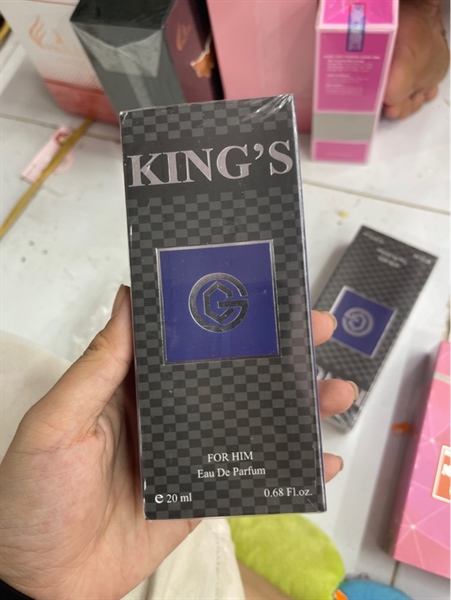 KING'S
FOR HIM
Eau De Parfum
e 20 ml 0.68 Fl.oz.